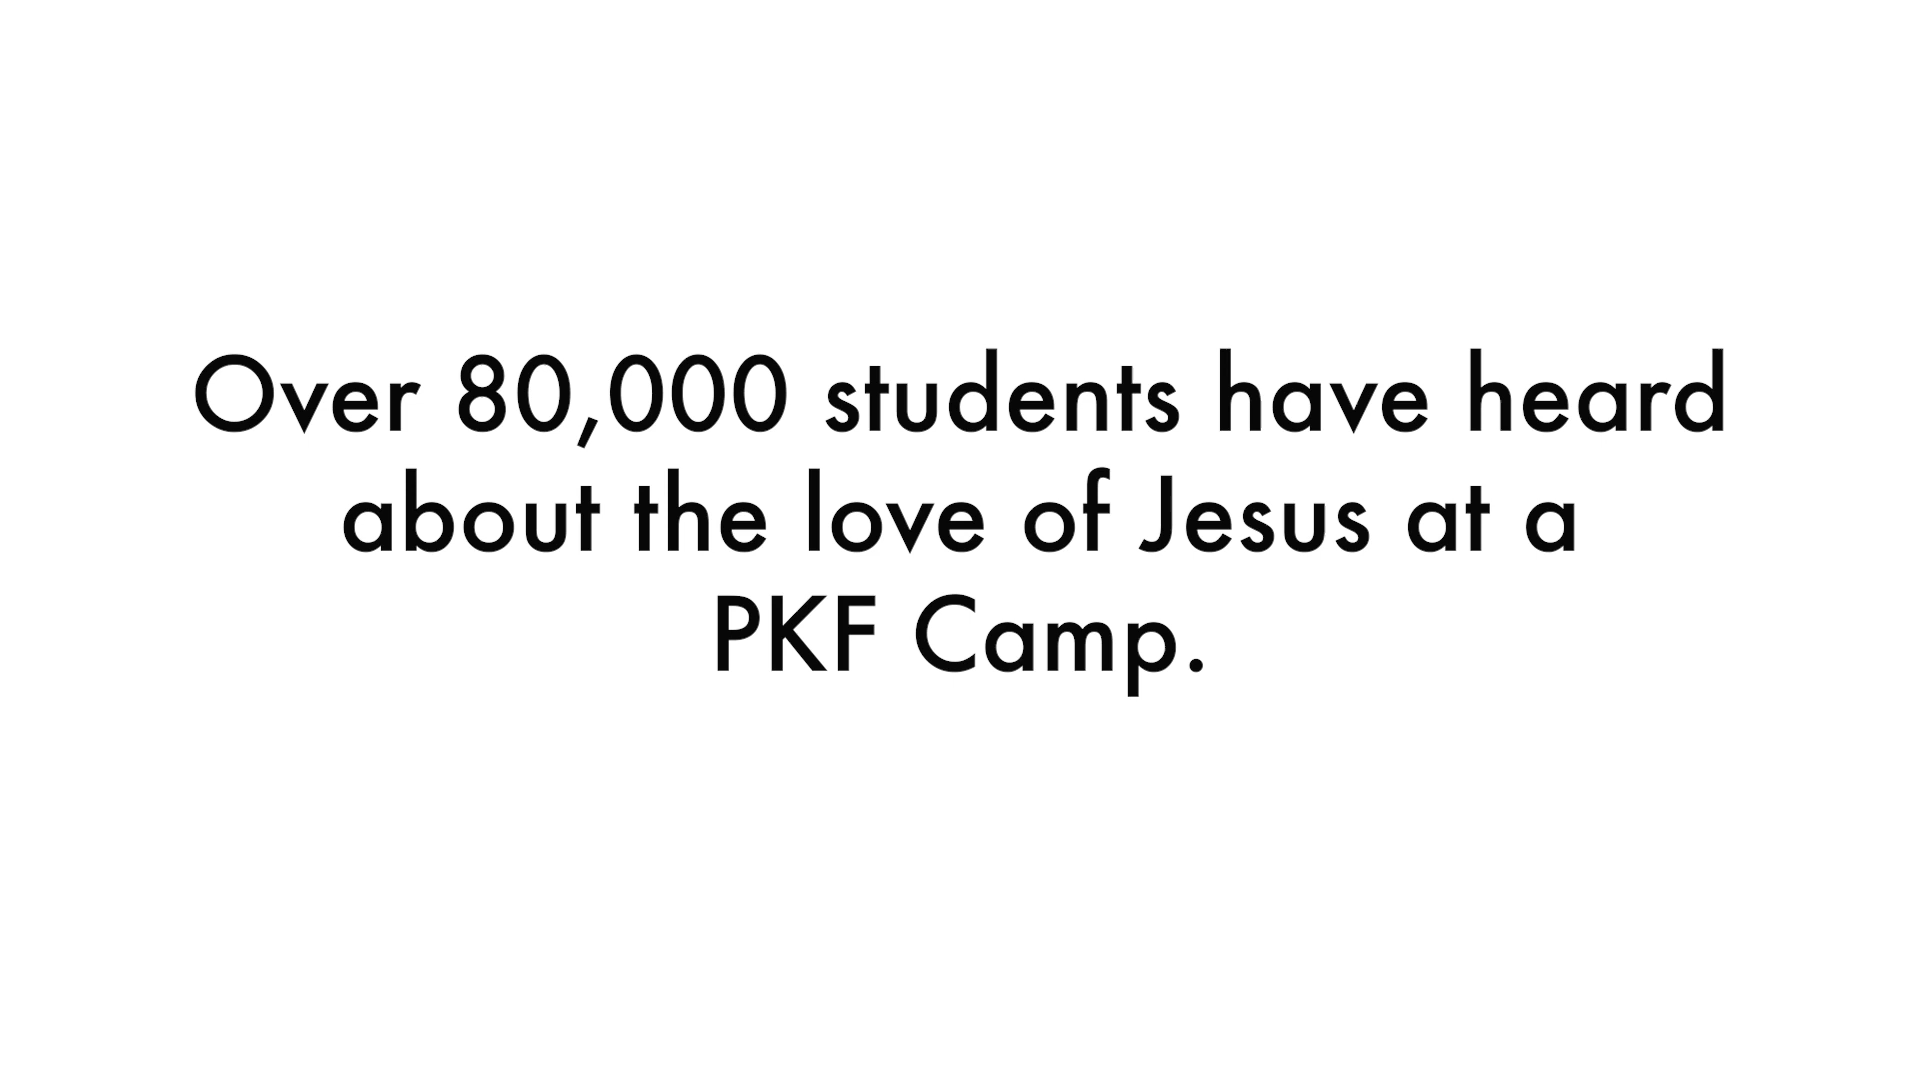 Over 80,000 students have heard
about the love of Jesus at a
PKF Camp.